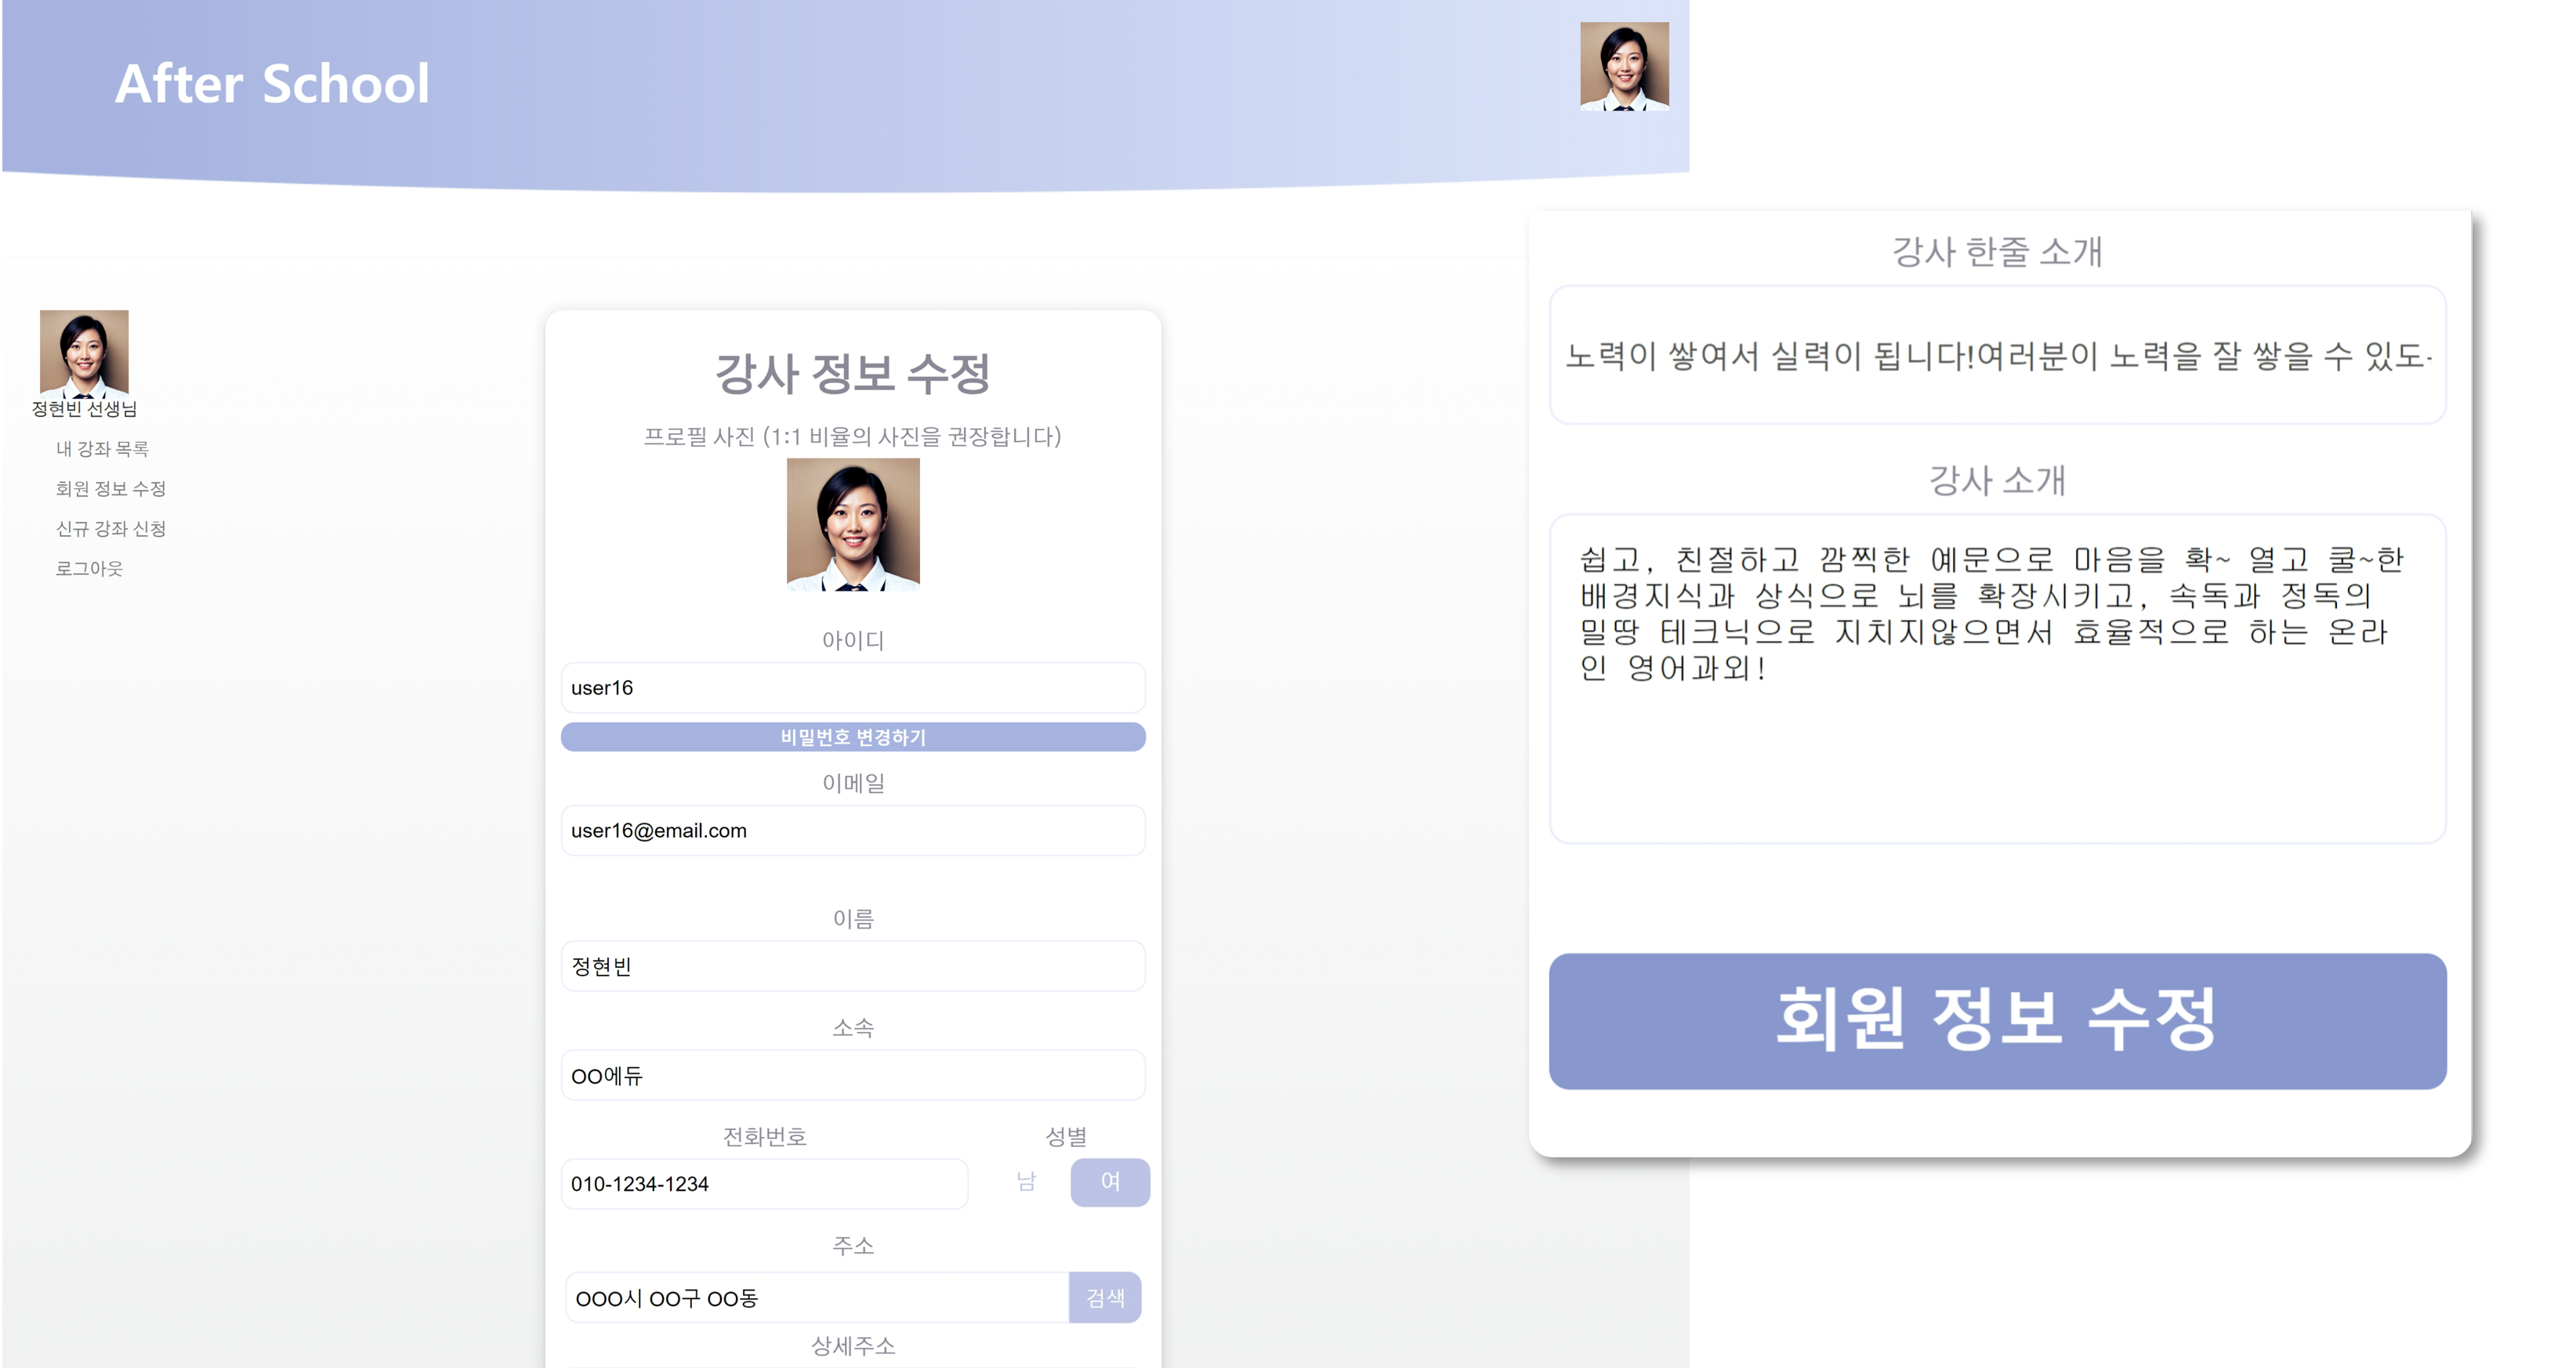 After School
정현빈 선생님
내 강좌 목록
회원 정보 수정
신규 강좌 신청
로그아웃
강사 정보 수정
프로필 사진 (1:1 비율의 사진을 권장합니다)
아이디
user16
비밀번호 변경하기
이메일
user16@email.com
이름
정현빈
소속
OO에듀
전화번호
성별
010-1234-1234
남
여
주소
OOO시 OO구 OO동
검색
상세주소
강사 한줄 소개
노력이 쌓여서 실력이 됩니다!여러분이 노력을 잘 쌓을 수 있도
강사 소개
쉽고, 친절하고 깜찍한 예문으로 마음을 확~ 열고 쿨~한
배경지식과 상식으로 뇌를 확장시키고, 속독과 정독의
밀땅 테크닉으로 지치지않으면서 효율적으로 하는 온라
인 영어과외!
회원 정보 수정